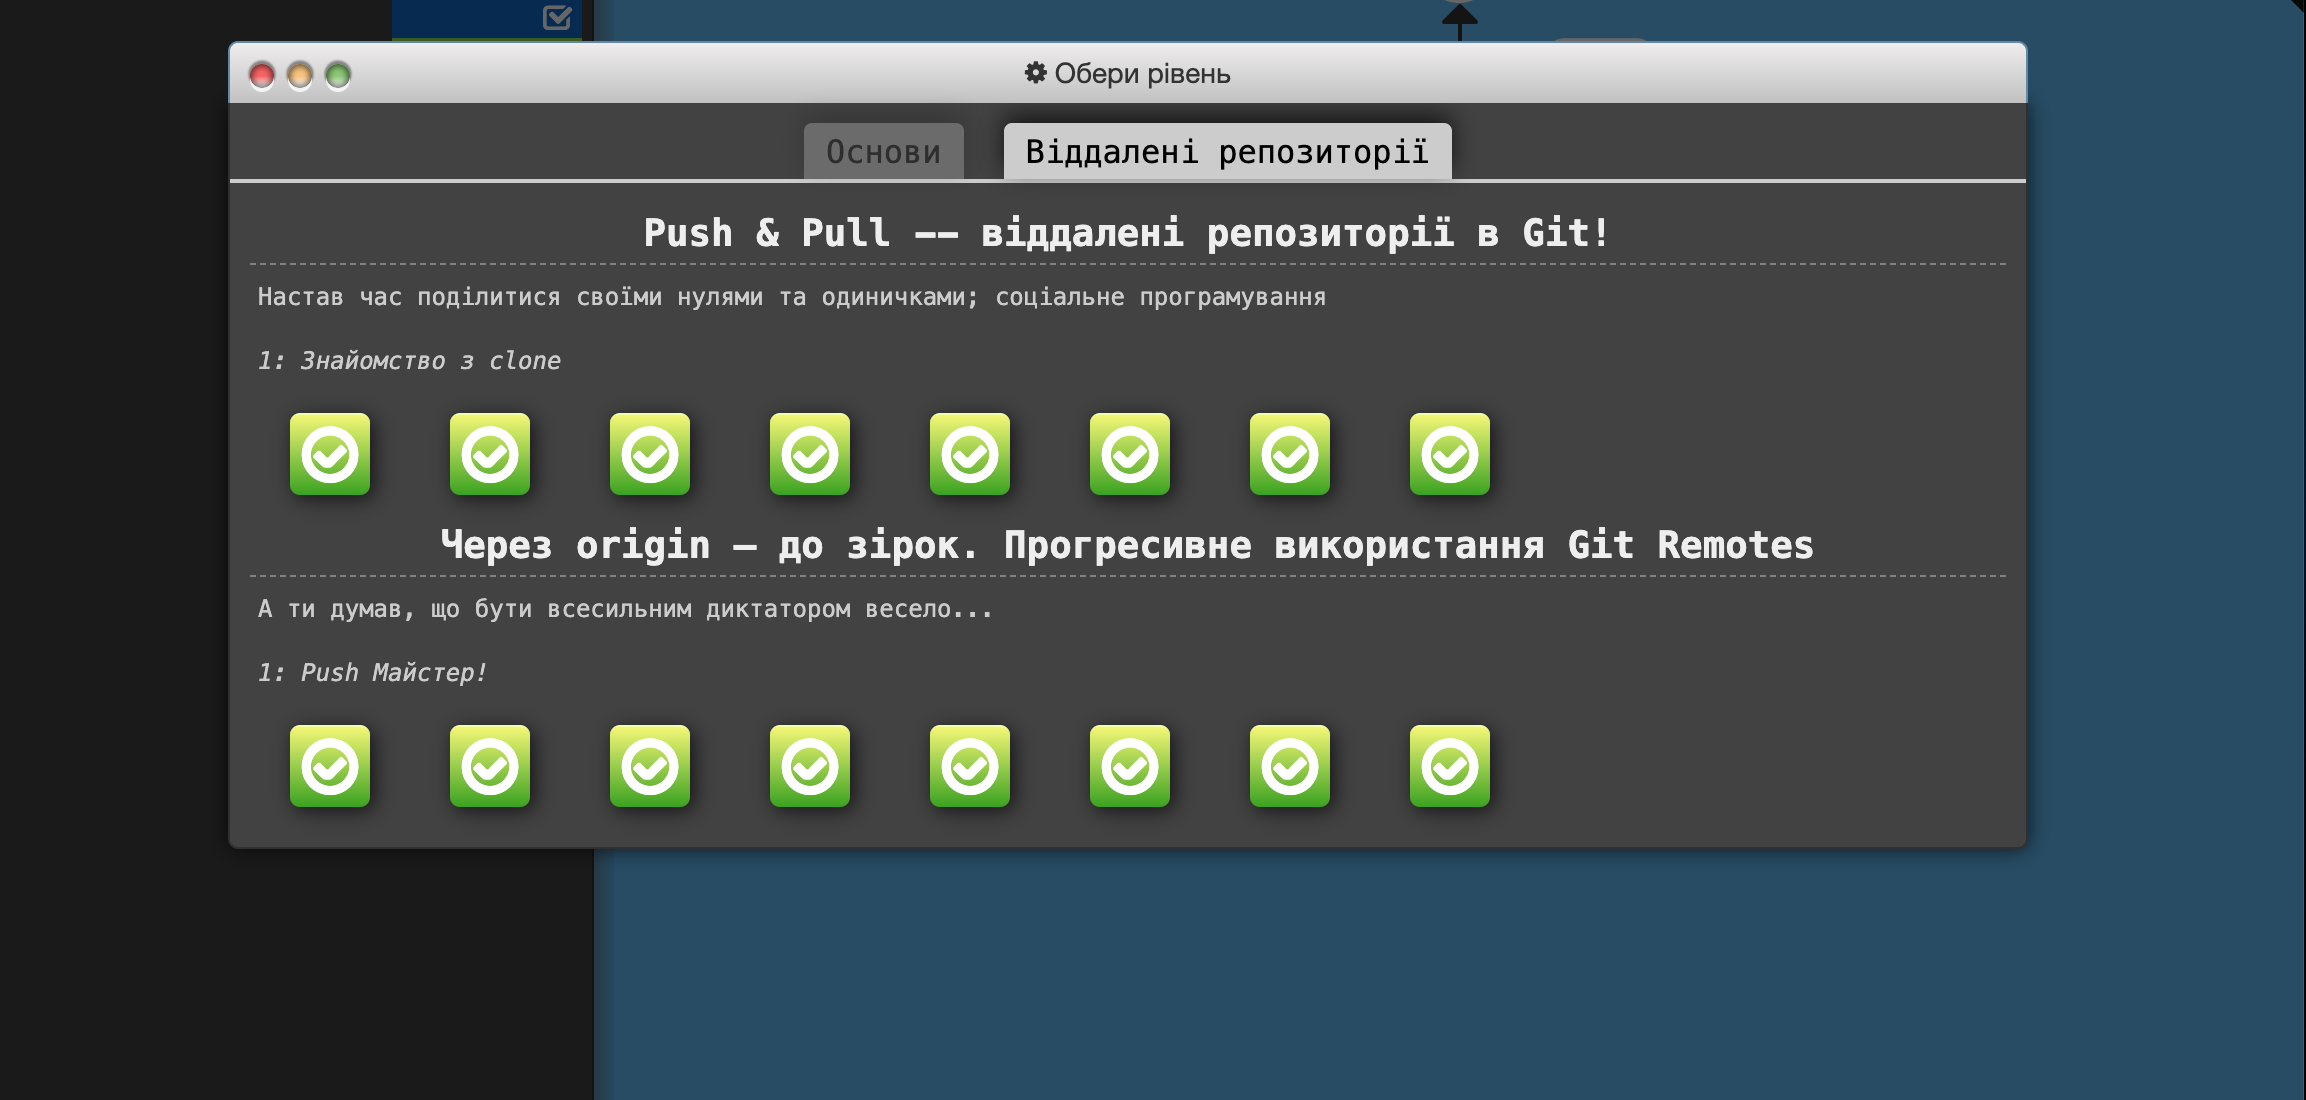 Обери рівень
Основи
Віддалені репозиторії
Push & Pull –– віддалені репозиторії в Git!
Настав час поділитися своїми нулями та одиничками; соціальне програмування
1: Знайомство з clone
Через origin – до зірок. Прогресивне використання Git Remotes
А ти думав, що бути всесильним диктатором весело...
1: Push Майстер!